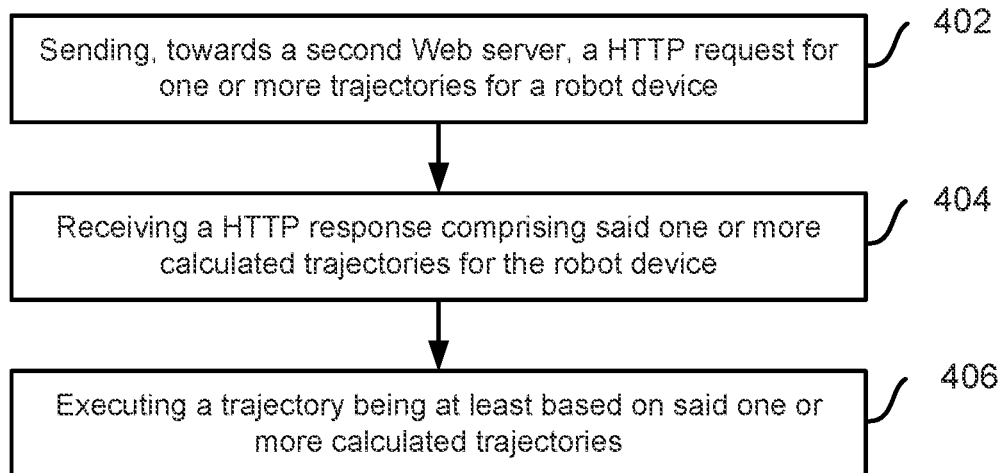 Sending, towards a second Web server, a HTTP request for
one or more trajectories for a robot device
402
Receiving a HTTP response comprising said one or more
calculated trajectories for the robot device
404
Executing a trajectory being at least based on said one or
more calculated trajectories
406